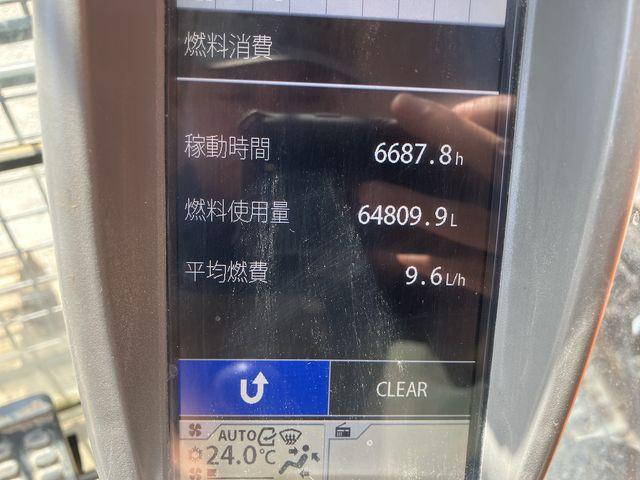 燃料消費
稼動時間 6687.8h
燃料使用量 64809.9L
平均燃費 9.6L/h
CLEAR
AUTO
24.0℃